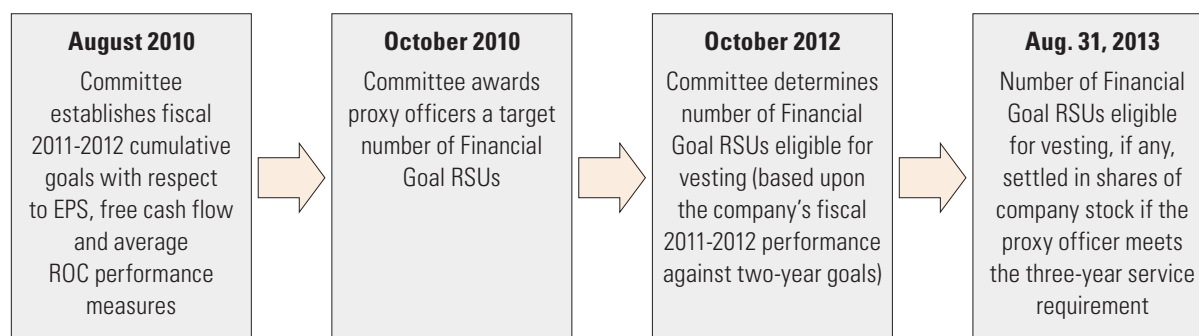 August 2010
Committee
establishes fiscal
2011-2012 cumulative
goals with respect
to EPS, free cash flow
and average
ROC performance
measures
October 2010
Committee awards
proxy officers a target
number of Financial
Goal RSUs
October 2012
Committee determines
number of Financial
Goal RSUs eligible for
vesting (based upon
the company's fiscal
2011-2012 performance
against two-year goals)
Aug. 31, 2013
Number of Financial
Goal RSUs eligible
for vesting, if any,
settled in shares of
company stock if the
proxy officer meets
the three-year service
requirement